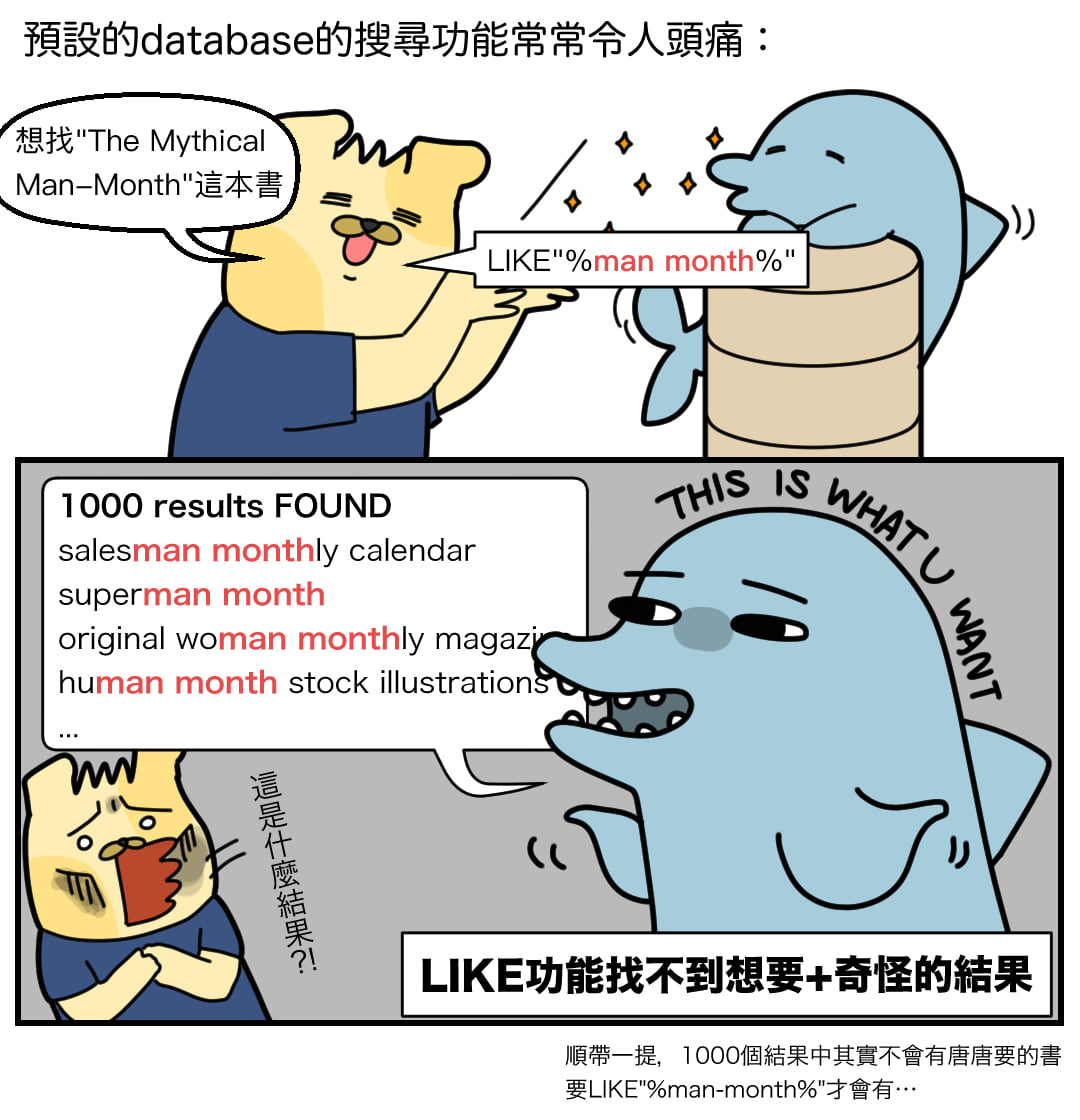 預設的database的搜尋功能常常令人頭痛：
想找"The Mythical
Man-Month"這本書
LIKE"%man month%"
1000 results FOUND
salesman monthly calendar
superman month
original woman monthly magazine
human month stock illustrations
...
THIS IS WHAT U WANT
這是什麼結果?!
LIKE功能找不到想要+奇怪的結果
順帶一提，1000個結果中其實不會有唐唐要的書
要LIKE"%man-month%"才會有…